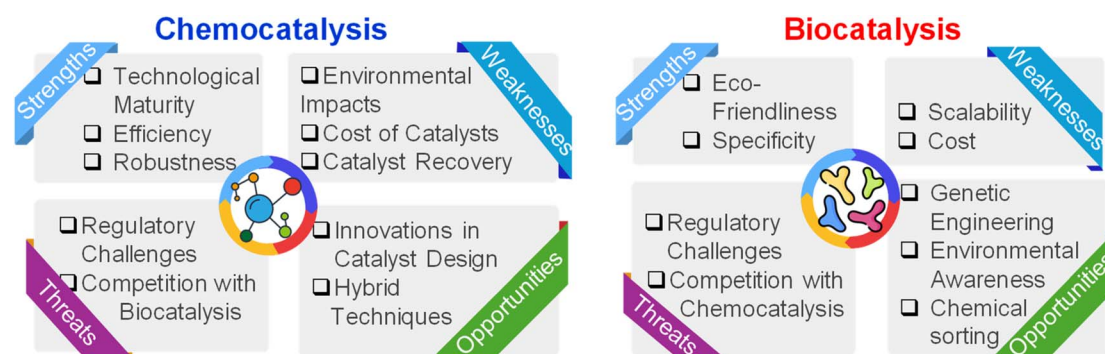 Chemocatalysis
Strengths
Technological
Maturity
Efficiency
Robustness
Weaknesses
Environmental
Impacts
Cost of Catalysts
Catalyst Recovery
Threats
Regulatory
Challenges
Competition with
Biocatalysis
Opportunities
Innovations in
Catalyst Design
Hybrid
Techniques
Biocatalysis
Strengths
Eco-
Friendliness
Specificity
Weaknesses
Scalability
Cost
Threats
Regulatory
Challenges
Competition with
Chemocatalysis
Opportunities
Genetic
Engineering
Environmental
Awareness
Chemical
sorting